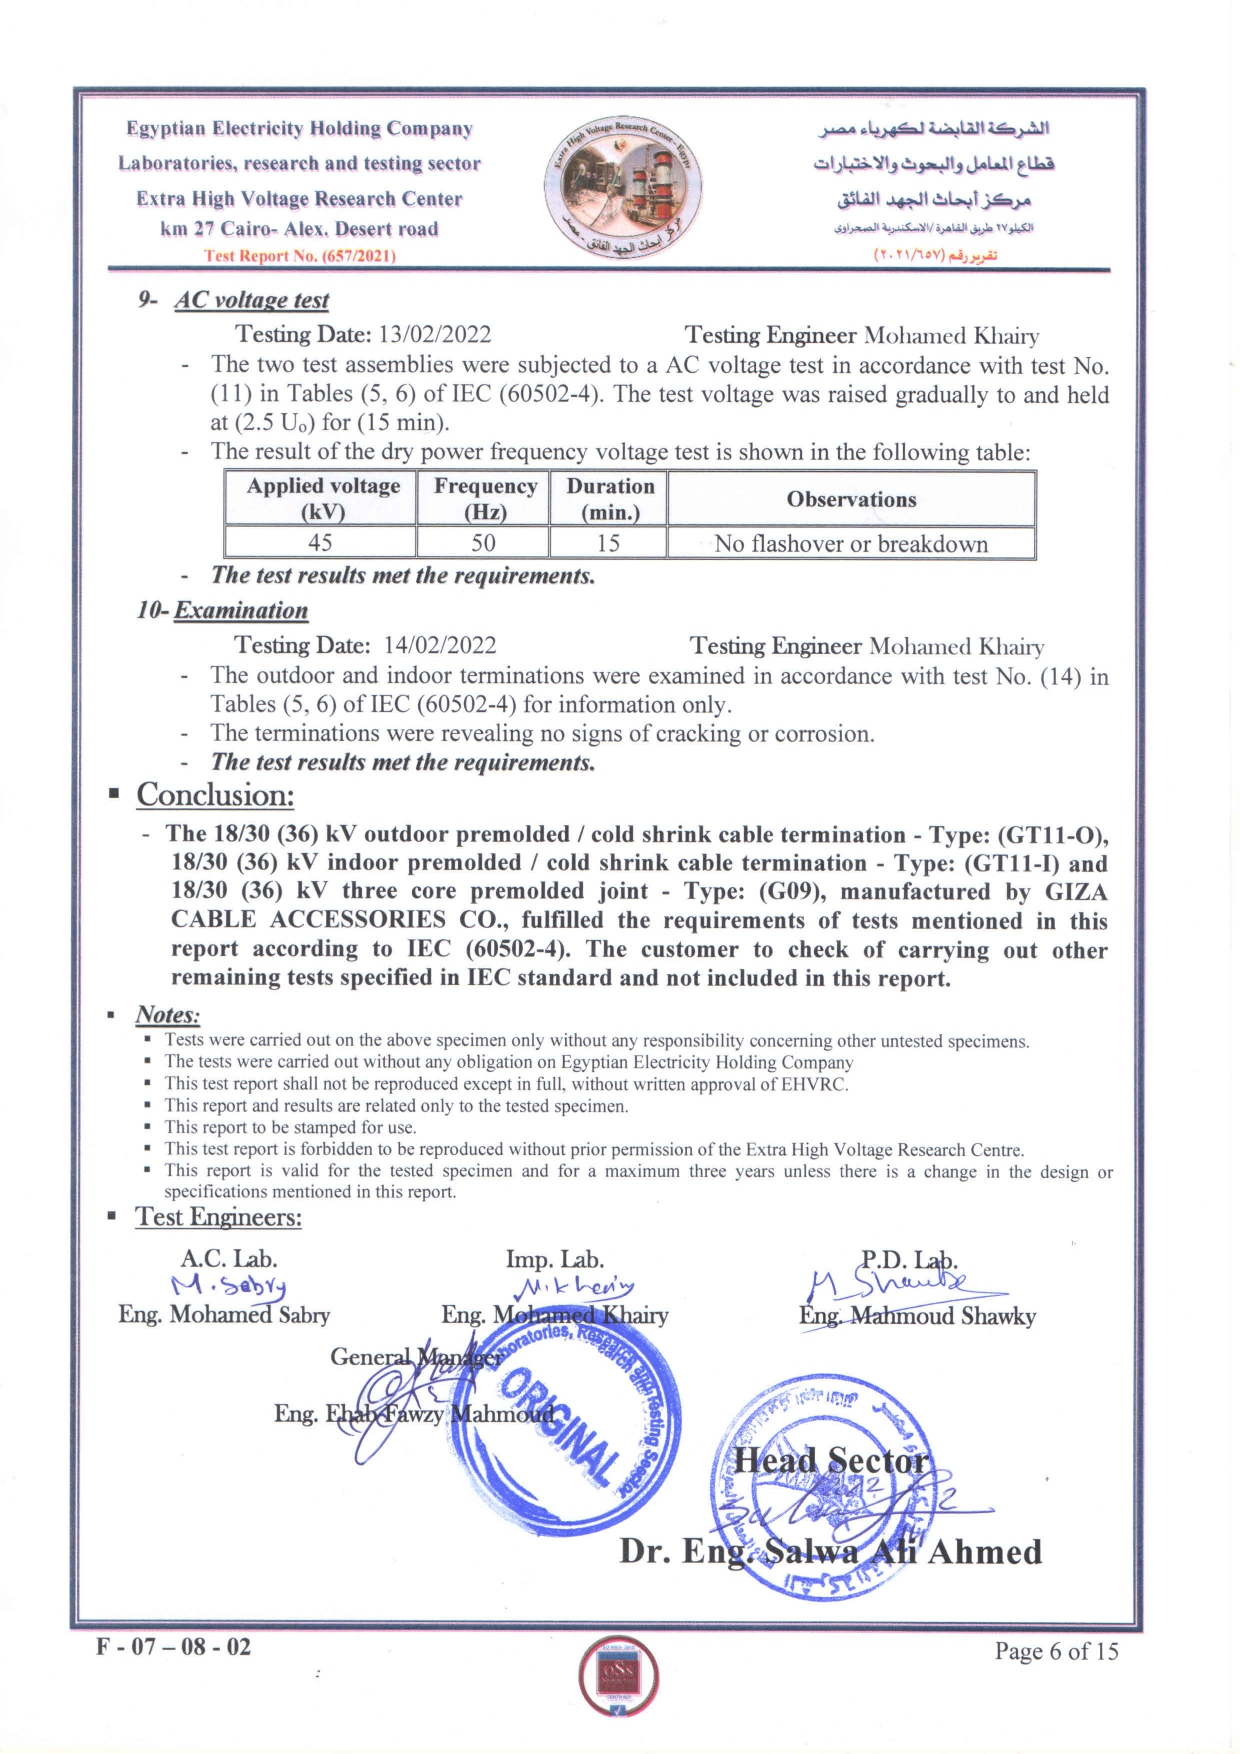 Egyptian Electricity Holding Company
Laboratories, research and testing sector
Extra High Voltage Research Center
km 27 Cairo- Alex. Desert road
Test Report No. (657/2021)
Extra High Voltage Research Center - Egypt
مركز أبحاث الجهد الفائق - مصر
الشركة القابضة لكهرباء مصر
قطاع المعامل والبحوث والاختبارات
مركز أبحاث الجهد الفائق
الكيلو ٢٧ طريق القاهرة /الاسكندرية الصحراوى
تقرير رقم (٢٠٢١/٦٥٧)
9- AC voltage test
Testing Date: 13/02/2022 Testing Engineer Mohamed Khairy
- The two test assemblies were subjected to a AC voltage test in accordance with test No.
(11) in Tables (5, 6) of IEC (60502-4). The test voltage was raised gradually to and held
at (2.5 U₀) for (15 min).
- The result of the dry power frequency voltage test is shown in the following table:
Applied voltage (kV) Frequency (Hz) Duration (min.) Observations
45 50 15 No flashover or breakdown
- The test results met the requirements.
10- Examination
Testing Date: 14/02/2022 Testing Engineer Mohamed Khairy
- The outdoor and indoor terminations were examined in accordance with test No. (14) in
Tables (5, 6) of IEC (60502-4) for information only.
- The terminations were revealing no signs of cracking or corrosion.
- The test results met the requirements.
▪ Conclusion:
- The 18/30 (36) kV outdoor premolded / cold shrink cable termination - Type: (GT11-O),
18/30 (36) kV indoor premolded / cold shrink cable termination - Type: (GT11-I) and
18/30 (36) kV three core premolded joint - Type: (G09), manufactured by GIZA
CABLE ACCESSORIES CO., fulfilled the requirements of tests mentioned in this
report according to IEC (60502-4). The customer to check of carrying out other
remaining tests specified in IEC standard and not included in this report.
▪ Notes:
▪ Tests were carried out on the above specimen only without any responsibility concerning other untested specimens.
▪ The tests were carried out without any obligation on Egyptian Electricity Holding Company
▪ This test report shall not be reproduced except in full, without written approval of EHVRC.
▪ This report and results are related only to the tested specimen.
▪ This report to be stamped for use.
▪ This test report is forbidden to be reproduced without prior permission of the Extra High Voltage Research Centre.
▪ This report is valid for the tested specimen and for a maximum three years unless there is a change in the design or
specifications mentioned in this report.
▪ Test Engineers:
A.C. Lab. Imp. Lab. P.D. Lab.
M. Sabry M. Khairy M Shawky
Eng. Mohamed Sabry Eng. Mohamed Khairy Eng. Mahmoud Shawky
General Manager
Eng. Ehab Fawzy Mahmoud
Laboratories, Research and Testing Sector
ORIGINAL
Head Sector
Dr. Eng. Salwa Ali Ahmed
F - 07 – 08 - 02
Page 6 of 15